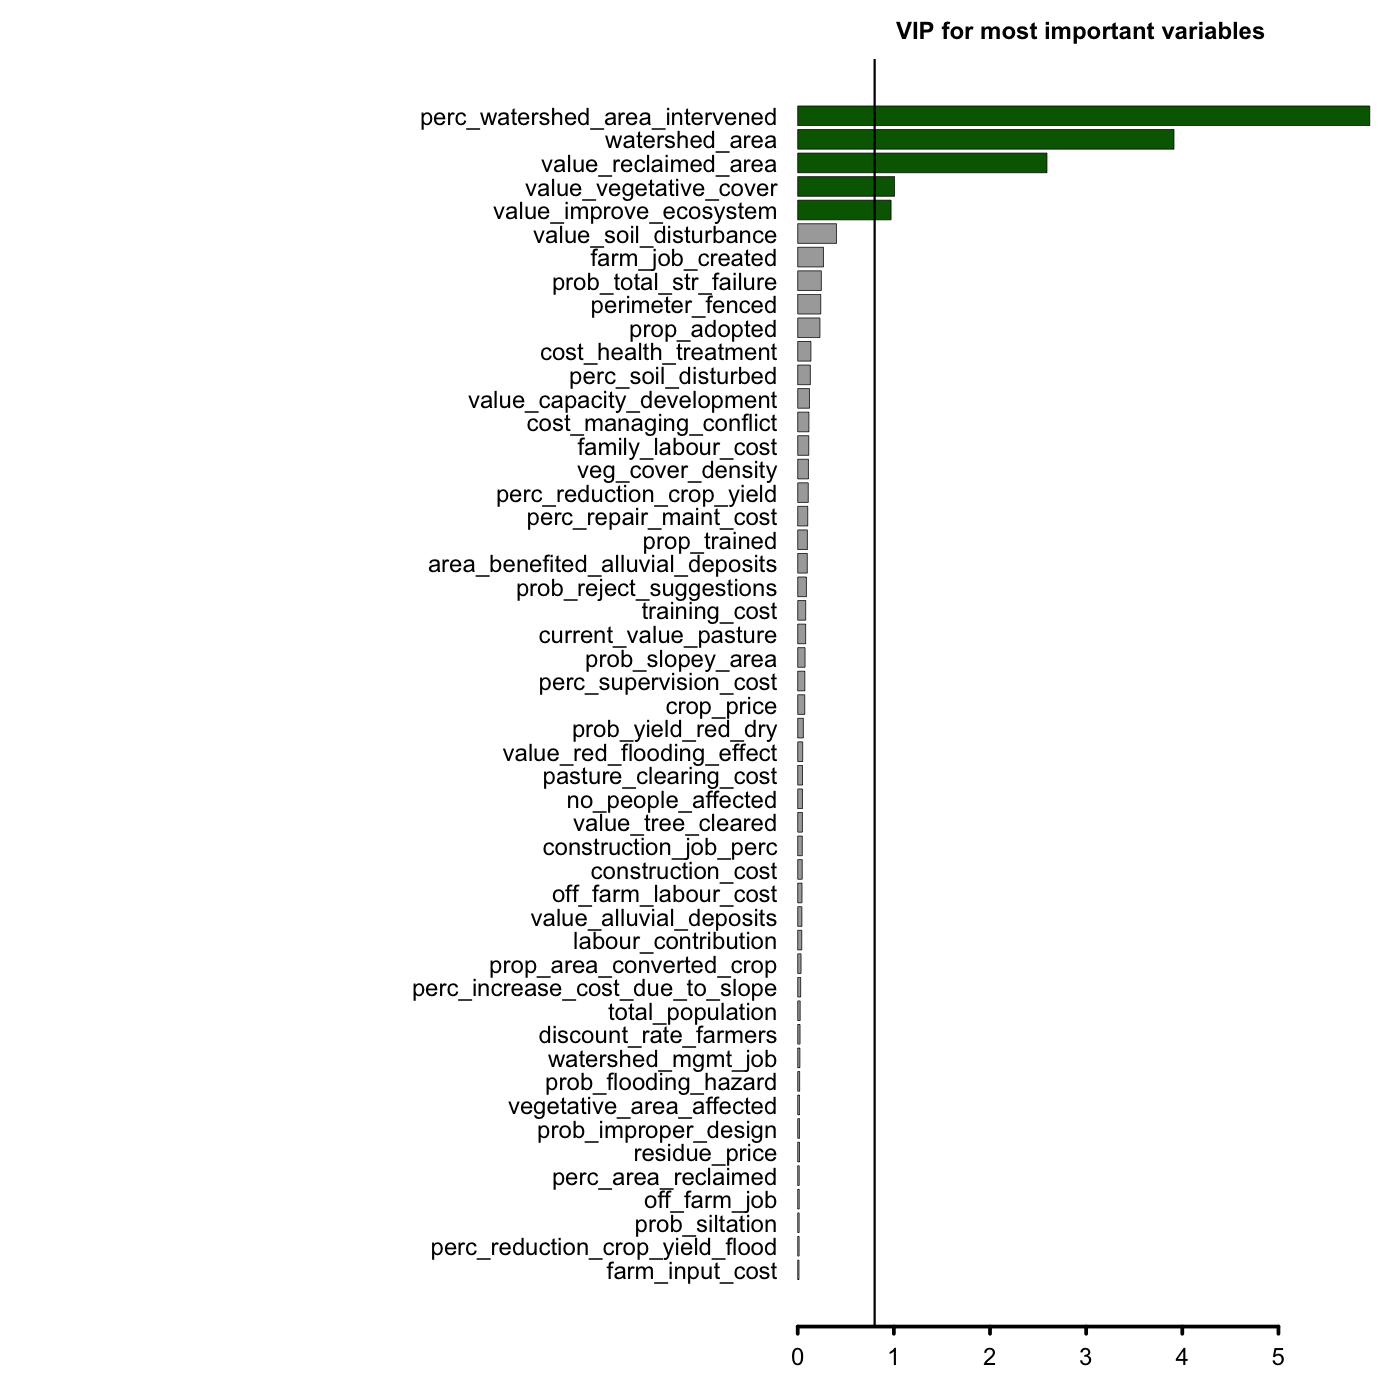 VIP for most important variables
perc_watershed_area_intervened
watershed_area
value_reclaimed_area
value_vegetative_cover
value_improve_ecosystem
value_soil_disturbance
farm_job_created
prob_total_str_failure
perimeter_fenced
prop_adopted
cost_health_treatment
perc_soil_disturbed
value_capacity_development
cost_managing_conflict
family_labour_cost
veg_cover_density
perc_reduction_crop_yield
perc_repair_maint_cost
prop_trained
area_benefited_alluvial_deposits
prob_reject_suggestions
training_cost
current_value_pasture
prob_slopey_area
perc_supervision_cost
crop_price
prob_yield_red_dry
value_red_flooding_effect
pasture_clearing_cost
no_people_affected
value_tree_cleared
construction_job_perc
construction_cost
off_farm_labour_cost
value_alluvial_deposits
labour_contribution
prop_area_converted_crop
perc_increase_cost_due_to_slope
total_population
discount_rate_farmers
watershed_mgmt_job
prob_flooding_hazard
vegetative_area_affected
prob_improper_design
residue_price
perc_area_reclaimed
off_farm_job
prob_siltation
perc_reduction_crop_yield_flood
farm_input_cost
0 1 2 3 4 5